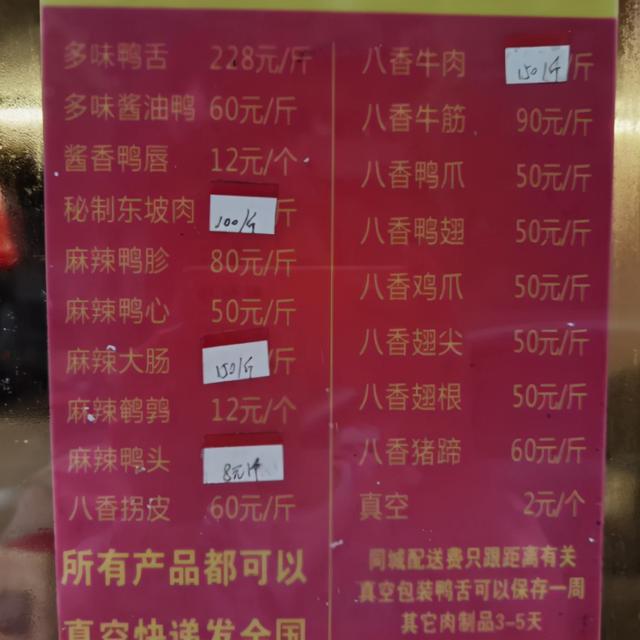 多味鸭舌 228元/斤
多味酱油鸭 60元/斤
酱香鸭唇 12元/个
秘制东坡肉 100/斤
麻辣鸭胗 80元/斤
麻辣鸭心 50元/斤
麻辣大肠 150/斤
麻辣鹌鹑 12元/个
麻辣鸭头 8元/个
八香拐皮 60元/斤
所有产品都可以
真空快递发全国
八香牛肉 150/斤
八香牛筋 90元/斤
八香鸭爪 50元/斤
八香鸭翅 50元/斤
八香鸡爪 50元/斤
八香翅尖 50元/斤
八香翅根 50元/斤
八香猪蹄 60元/斤
真空 2元/个
同城配送费只跟距离有关
真空包装鸭舌可以保存一周
其它肉制品3-5天